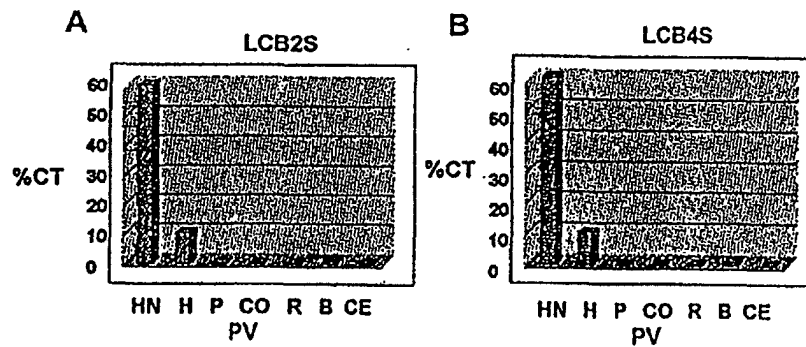 A
LCB2S
60
50
40
30
20
10
0
%CT
HN H P CO R B CE
PV
B
LCB4S
60
50
40
30
20
10
0
%CT
HN H P CO R B CE
PV